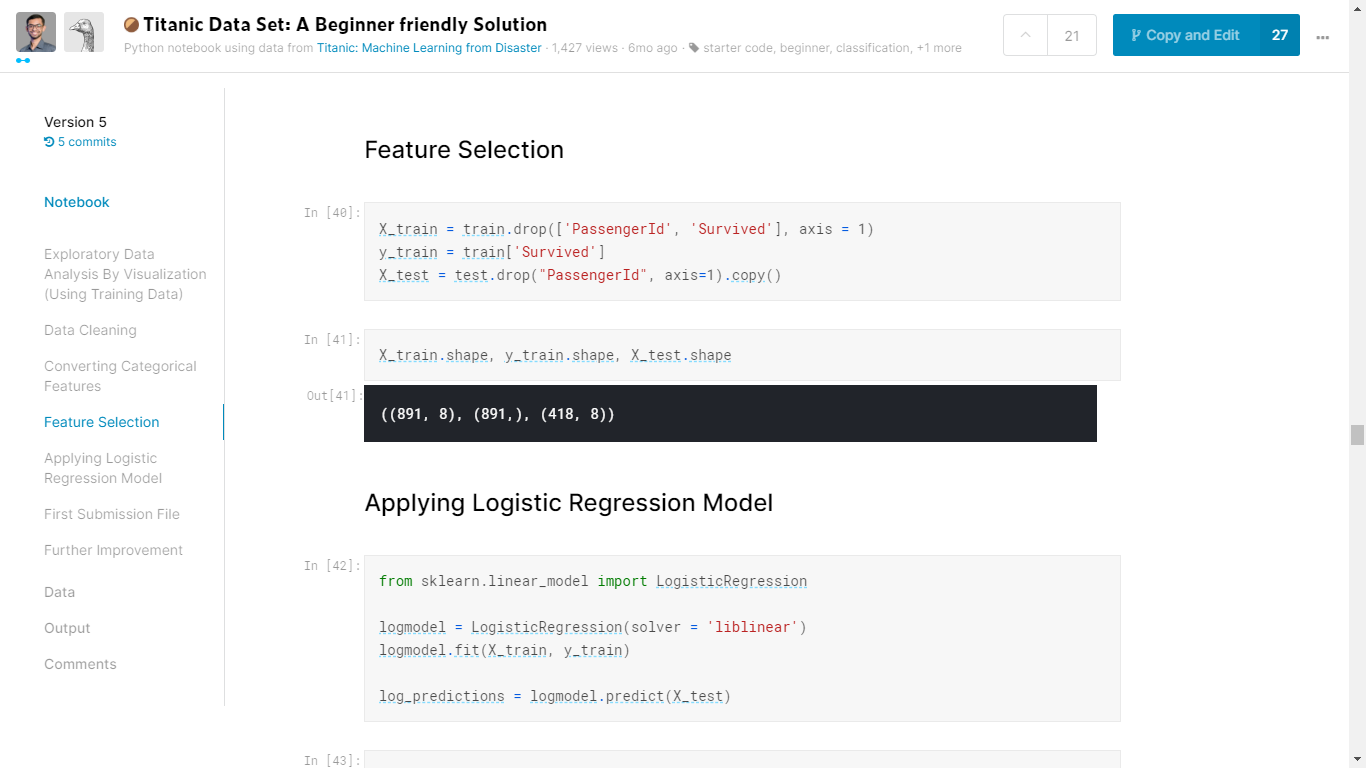 Titanic Data Set: A Beginner friendly Solution
Python notebook using data from Titanic: Machine Learning from Disaster · 1,427 views · 6mo ago · starter code, beginner, classification, +1 more
21
Copy and Edit
27
Version 5
5 commits
Notebook
Exploratory Data
Analysis By Visualization
(Using Training Data)
Data Cleaning
Converting Categorical
Features
Feature Selection
Applying Logistic
Regression Model
First Submission File
Further Improvement
Data
Output
Comments
Feature Selection
In [40]:
X_train = train.drop(['PassengerId', 'Survived'], axis = 1)
y_train = train['Survived']
X_test = test.drop("PassengerId", axis=1).copy()
In [41]:
X_train.shape, y_train.shape, X_test.shape
Out[41]:
((891, 8), (891,), (418, 8))
Applying Logistic Regression Model
In [42]:
from sklearn.linear_model import LogisticRegression
logmodel = LogisticRegression(solver = 'liblinear')
logmodel.fit(X_train, y_train)
log_predictions = logmodel.predict(X_test)
In [43]: